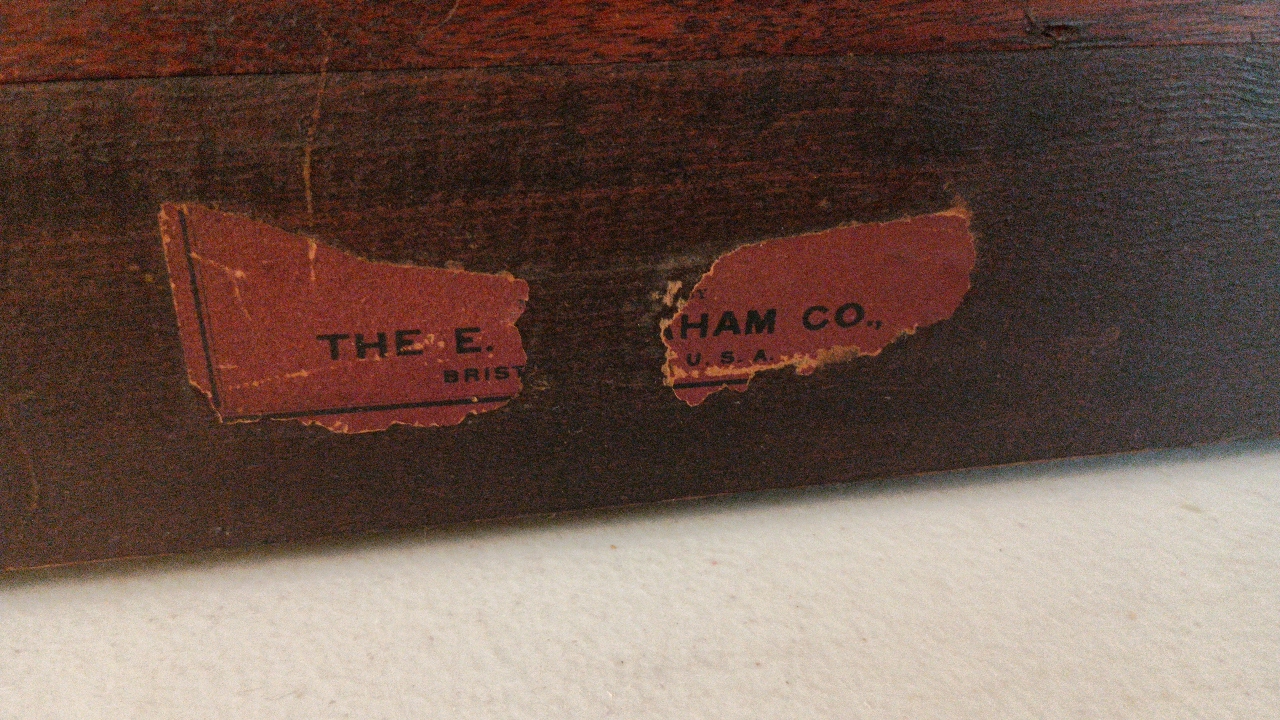 THE E. HAM CO.,
BRIST U. S. A.